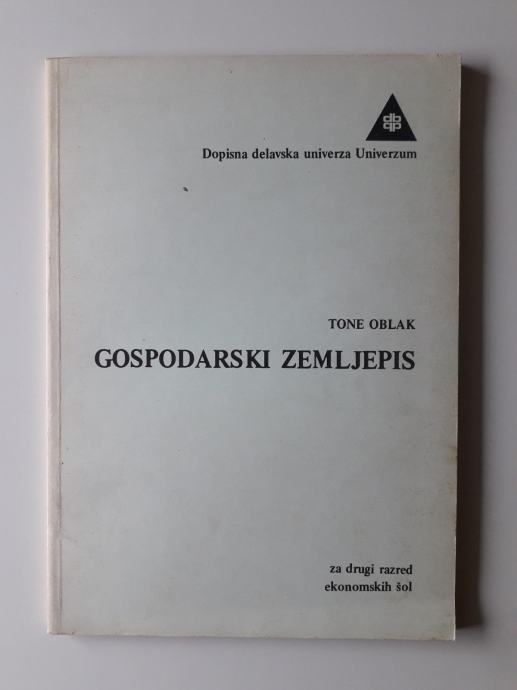 Dopisna delavska univerza Univerzum
TONE OBLAK
GOSPODARSKI ZEMLJEPIS
za drugi razred
ekonomskih šol